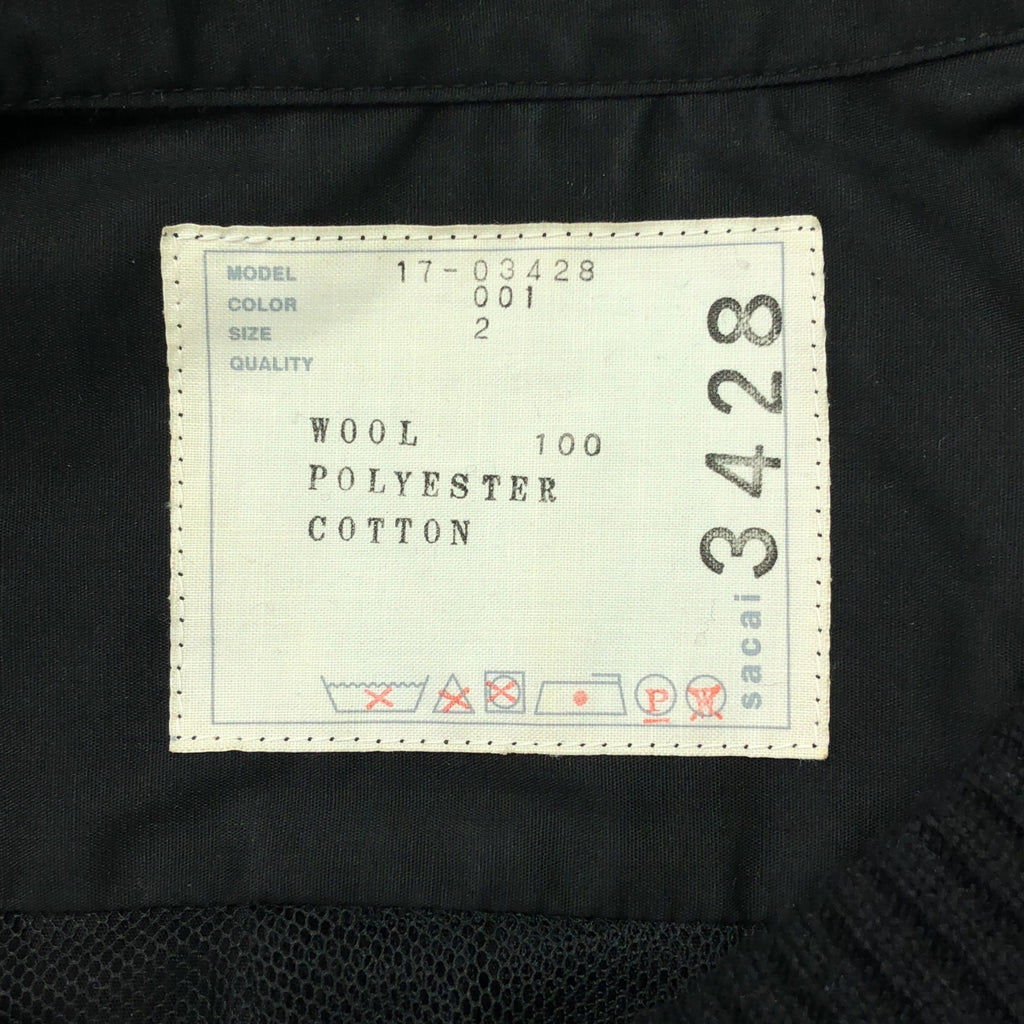 MODEL 17-03428
COLOR 001
SIZE 2
QUALITY
WOOL 100
POLYESTER
COTTON
P W
sacai 3428